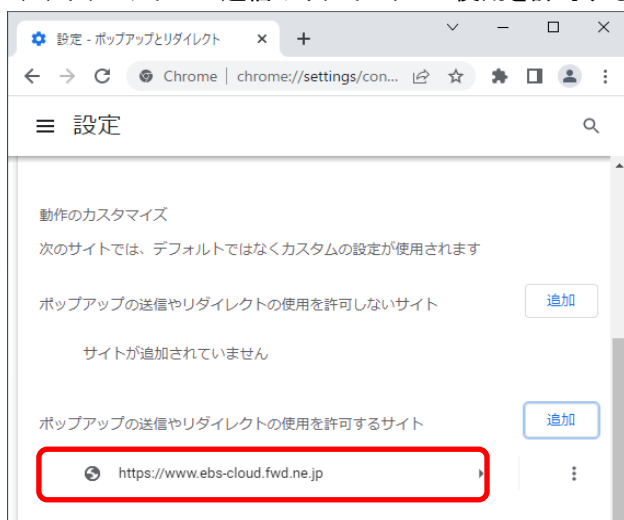 設定 - ポップアップとリダイレクト
Chrome | chrome://settings/con...
設定
動作のカスタマイズ
次のサイトでは、デフォルトではなくカスタムの設定が使用されます
ポップアップの送信やリダイレクトの使用を許可しないサイト
追加
サイトが追加されていません
ポップアップの送信やリダイレクトの使用を許可するサイト
追加
https://www.ebs-cloud.fwd.ne.jp